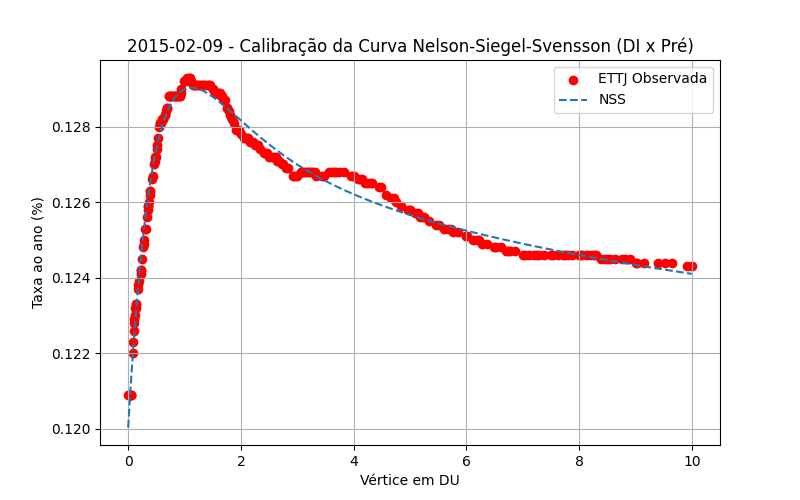 2015-02-09 - Calibração da Curva Nelson-Siegel-Svensson (DI x Pré)
ETTJ Observada
NSS
Taxa ao ano (%)
0.128
0.126
0.124
0.122
0.120
0 2 4 6 8 10
Vértice em DU